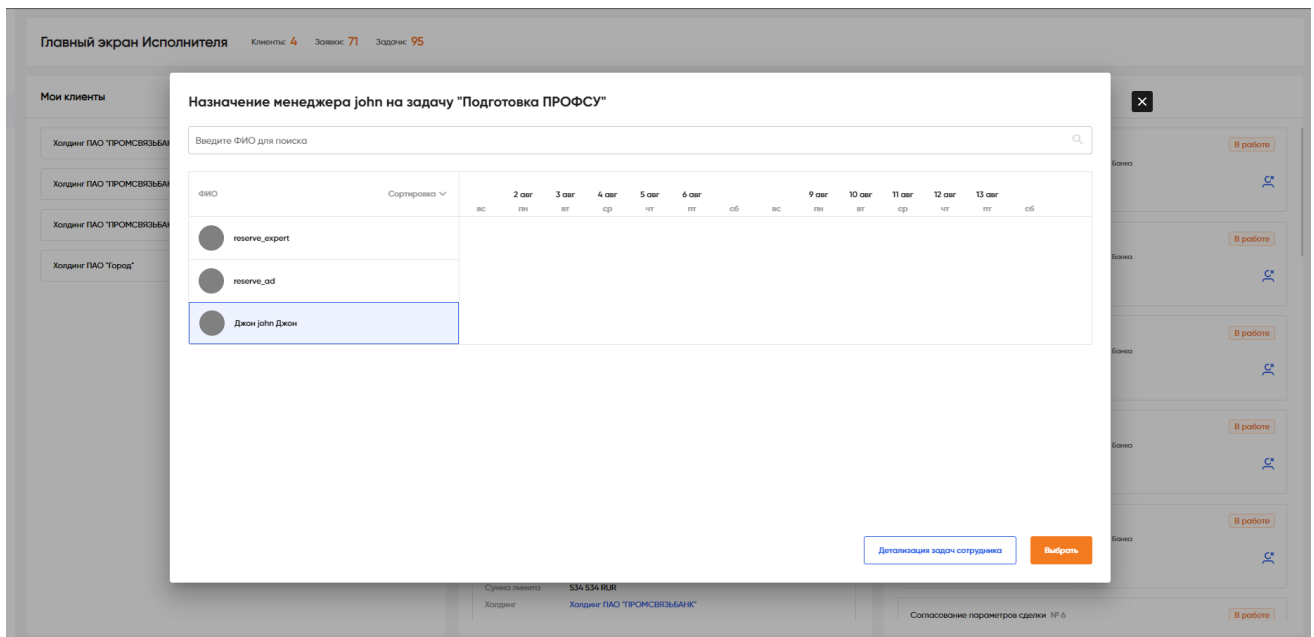 Главный экран Исполнителя Клиенты: 4 Заявки: 71 Задачи: 95
Мои клиенты
Назначение менеджера john на задачу "Подготовка ПРОФСУ"
Введите ФИО для поиска
ФИО Сортировка
2 авг 3 авг 4 авг 5 авг 6 авг 9 авг 10 авг 11 авг 12 авг 13 авг
вс пн вт ср чт пт сб вс пн вт ср чт пт сб
reserve_expert
reserve_ad
Джон john Джон
Детализация задач сотрудника Выбрать
Холдинг ПАО "ПРОМСВЯЗЬБАН
Холдинг ПАО "ПРОМСВЯЗЬБАН
Холдинг ПАО "ПРОМСВЯЗЬБАН
Холдинг ПАО "Город"
Сумма лимита 534 534 RUR
Холдинг Холдинг ПАО "ПРОМСВЯЗЬБАНК"
В работе
Банка
В работе
Банка
В работе
Банка
В работе
Банка
В работе
Банка
Согласование параметров сделки № 6 В работе